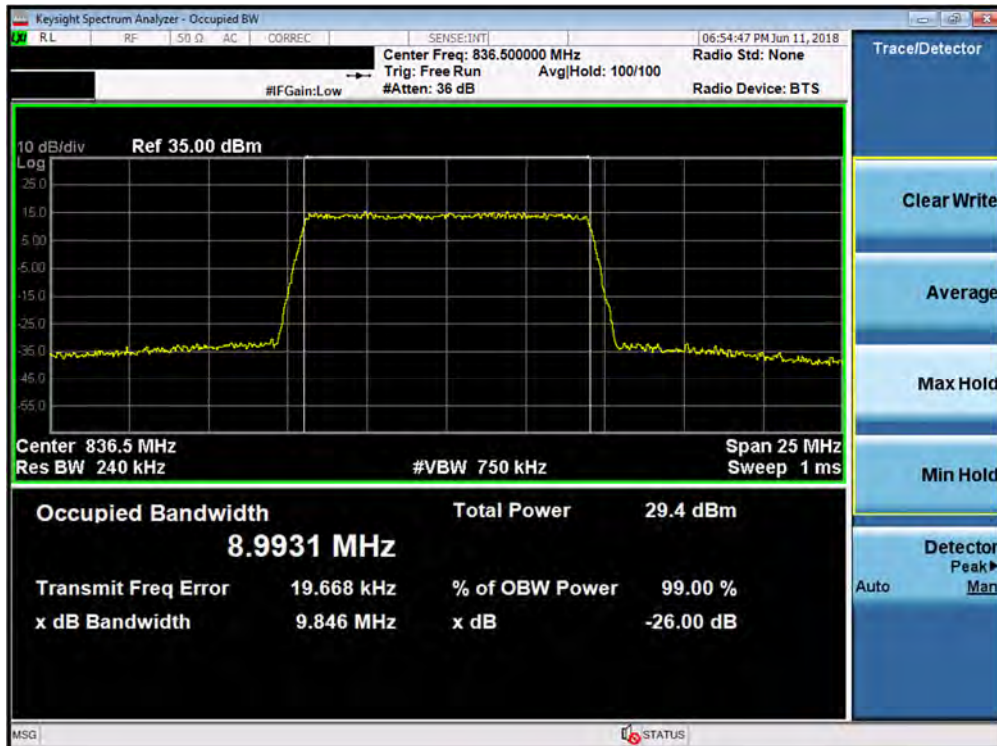 Keysight Spectrum Analyzer - Occupied BW
RL RF 50 Ω AC CORREC SENSE:INT 06:54:47 PM Jun 11, 2018
Center Freq: 836.500000 MHz Radio Std: None
Trig: Free Run Avg|Hold: 100/100
#IFGain:Low #Atten: 36 dB Radio Device: BTS
10 dB/div Ref 35.00 dBm
Log
25.0
15.0
5.00
-5.00
-15.0
-25.0
-35.0
-45.0
-55.0
Center 836.5 MHz Span 25 MHz
Res BW 240 kHz #VBW 750 kHz Sweep 1 ms
Occupied Bandwidth Total Power 29.4 dBm
8.9931 MHz
Transmit Freq Error 19.668 kHz % of OBW Power 99.00 %
x dB Bandwidth 9.846 MHz x dB -26.00 dB
MSG STATUS
Trace/Detector
Clear Write
Average
Max Hold
Min Hold
Detector
Peak▶
Auto Man